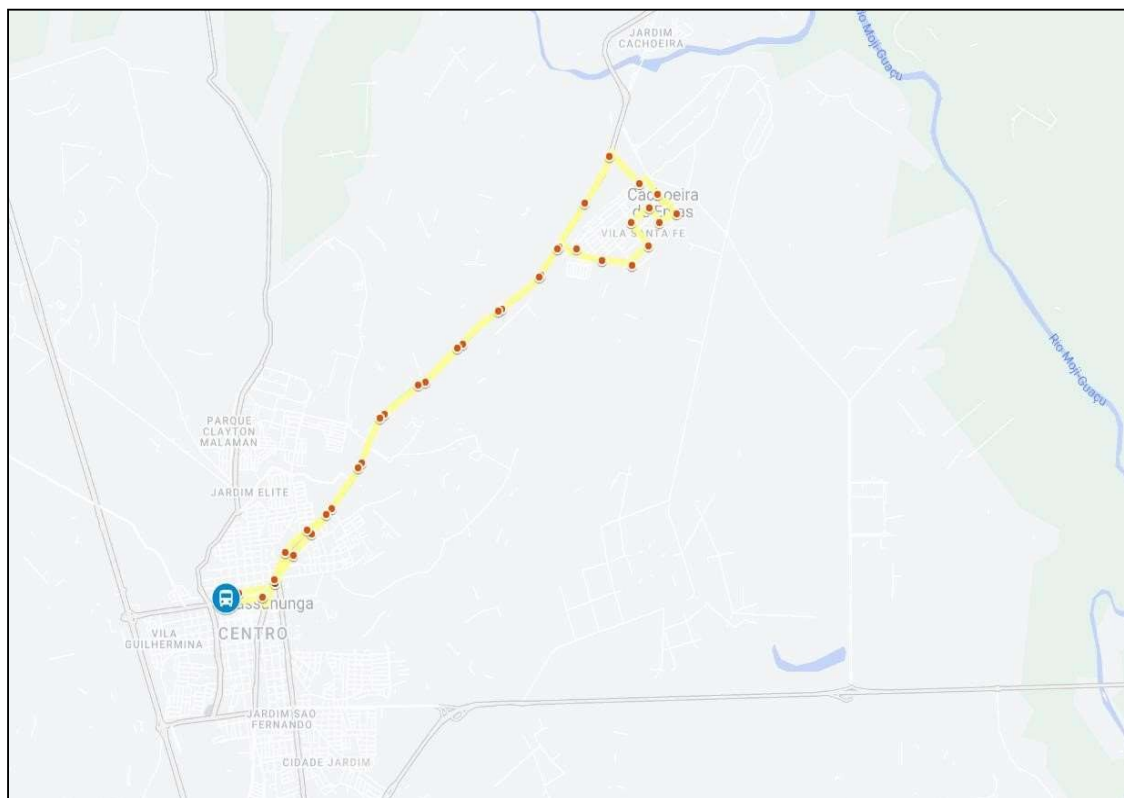 JARDIM
CACHOEIRA
Rio Moji-Guaçu
VILA SANTA FE
Rio Moji-Guaçu
PARQUE
CLAYTON
MALAMAN
JARDIM ELITE
CENTRO
VILA
GUILHERMINA
JARDIM SAO
FERNANDO
CIDADE JARDIM